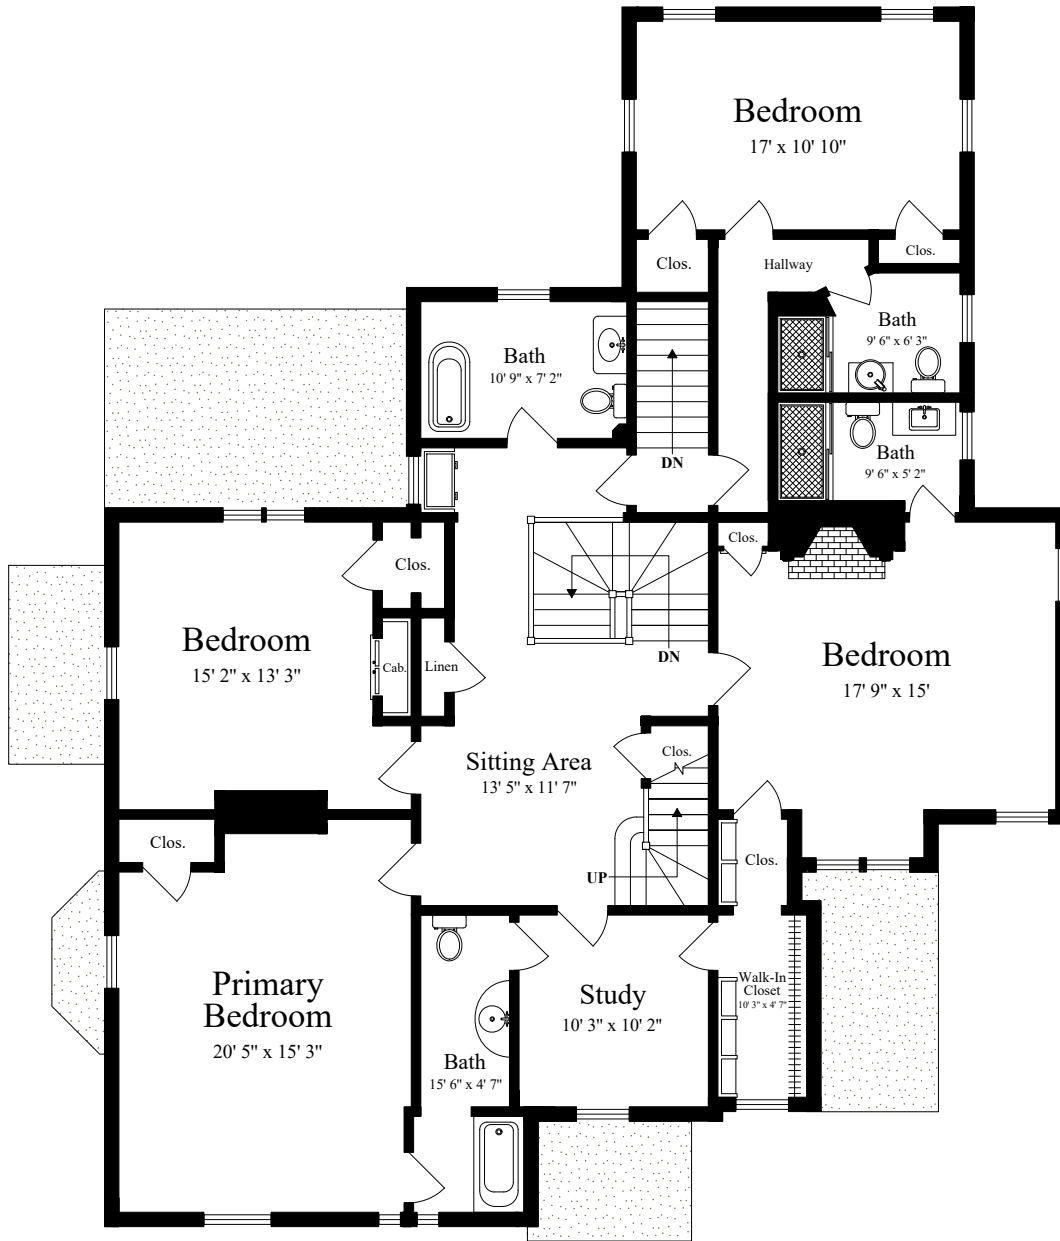 Bedroom
17' x 10' 10"
Clos.
Hallway
Clos.
Bath
9' 6" x 6' 3"
Bath
10' 9" x 7' 2"
Bath
9' 6" x 5' 2"
DN
Clos.
Clos.
Bedroom
15' 2" x 13' 3"
Cab.
Linen
DN
Bedroom
17' 9" x 15'
Sitting Area
13' 5" x 11' 7"
Clos.
Clos.
Clos.
UP
Primary
Bedroom
20' 5" x 15' 3"
Bath
15' 6" x 4' 7"
Study
10' 3" x 10' 2"
Walk-In
Closet
10' 3" x 4' 7"